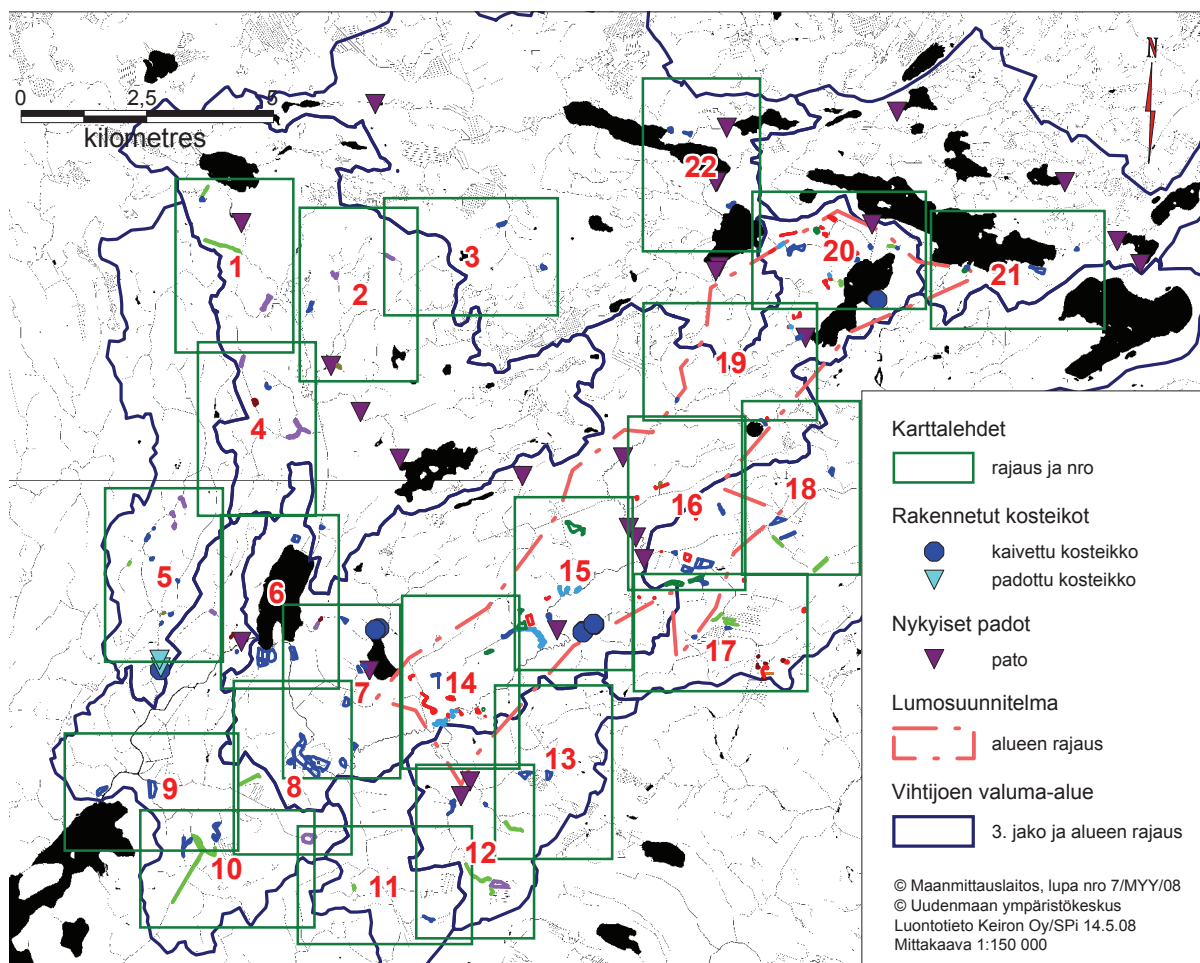 0 2,5 5
kilometres
N
22
20
21
3
1
2
19
4
18
16
5
15
6
17
14
7
13
9
8
12
10
11
Karttalehdet
rajaus ja nro
Rakennetut kosteikot
kaivettu kosteikko
padottu kosteikko
Nykyiset padot
pato
Lumosuunnitelma
alueen rajaus
Vihtijoen valuma-alue
3. jako ja alueen rajaus
© Maanmittauslaitos, lupa nro 7/MYY/08
© Uudenmaan ympäristökeskus
Luontotieto Keiron Oy/SPi 14.5.08
Mittakaava 1:150 000